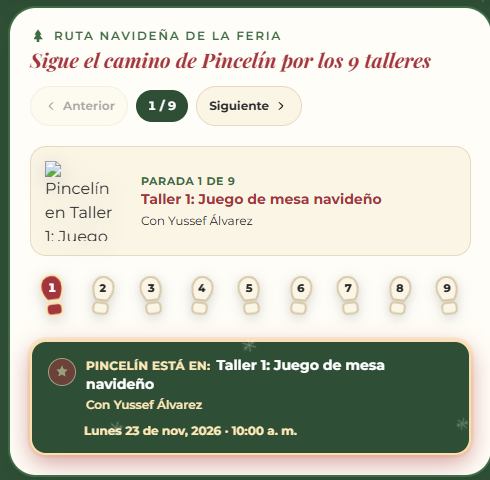 RUTA NAVIDEÑA DE LA FERIA
Sigue el camino de Pincelín por los 9 talleres
Anterior
1 / 9
Siguiente
Pincelín
en Taller
1: Juego
PARADA 1 DE 9
Taller 1: Juego de mesa navideño
Con Yussef Álvarez
1 2 3 4 5 6 7 8 9
PINCELÍN ESTÁ EN: Taller 1: Juego de mesa
navideño
Con Yussef Álvarez
Lunes 23 de nov, 2026 · 10:00 a. m.